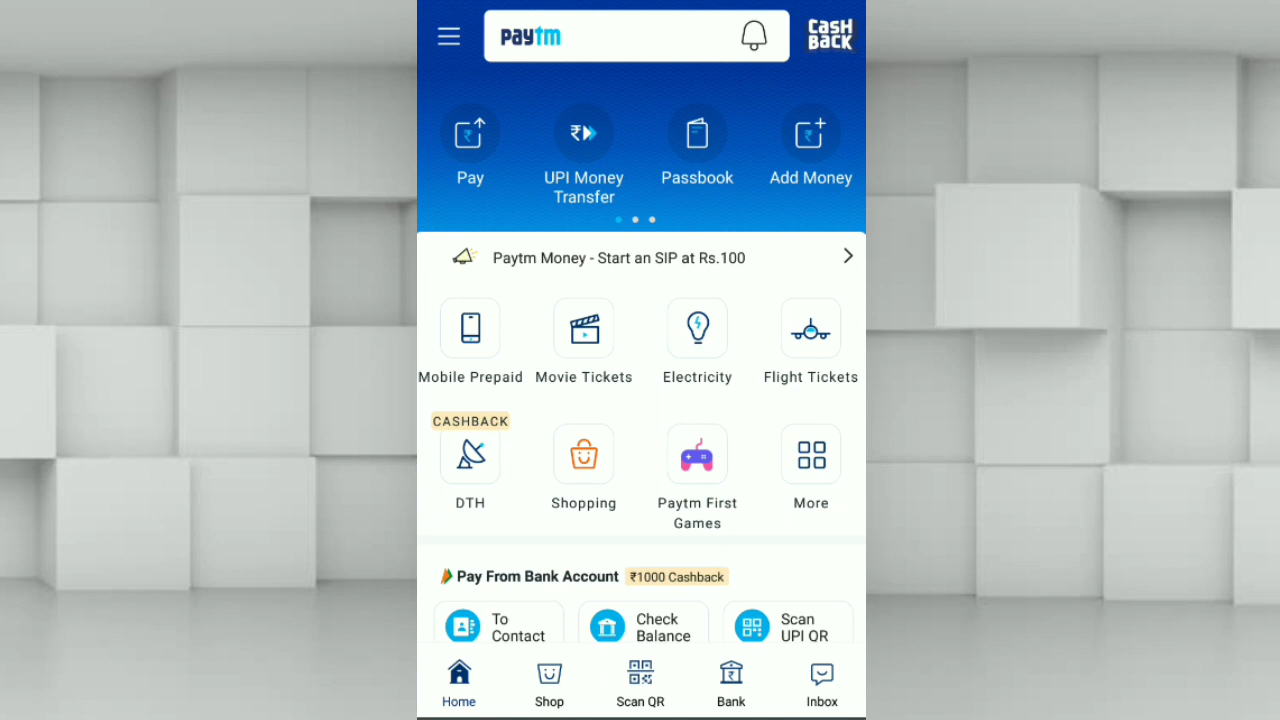 paytm
CASH
BACK
Pay
UPI Money
Transfer
Passbook
Add Money
Paytm Money - Start an SIP at Rs.100
Mobile Prepaid
Movie Tickets
Electricity
Flight Tickets
CASHBACK
DTH
Shopping
Paytm First
Games
More
Pay From Bank Account ₹1000 Cashback
To
Contact
Check
Balance
Scan
UPI QR
Home
Shop
Scan QR
Bank
Inbox